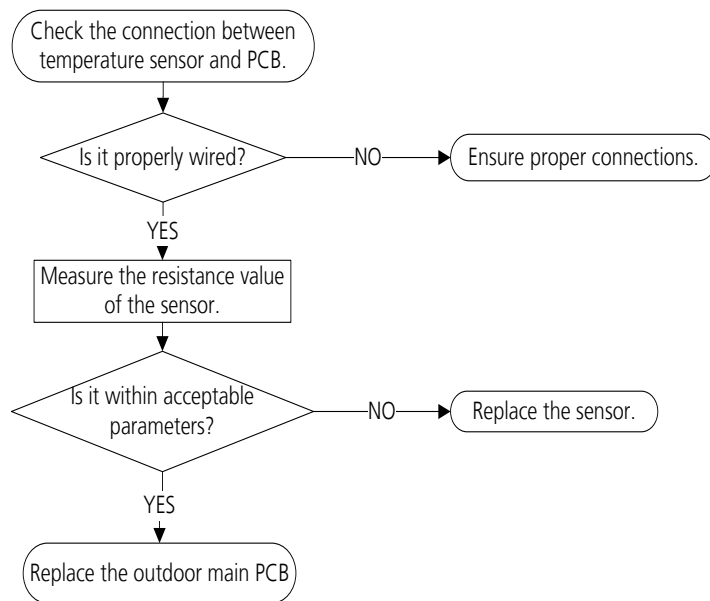 Check the connection between
temperature sensor and PCB.
Is it properly wired?
NO
Ensure proper connections.
YES
Measure the resistance value
of the sensor.
Is it within acceptable
parameters?
NO
Replace the sensor.
YES
Replace the outdoor main PCB